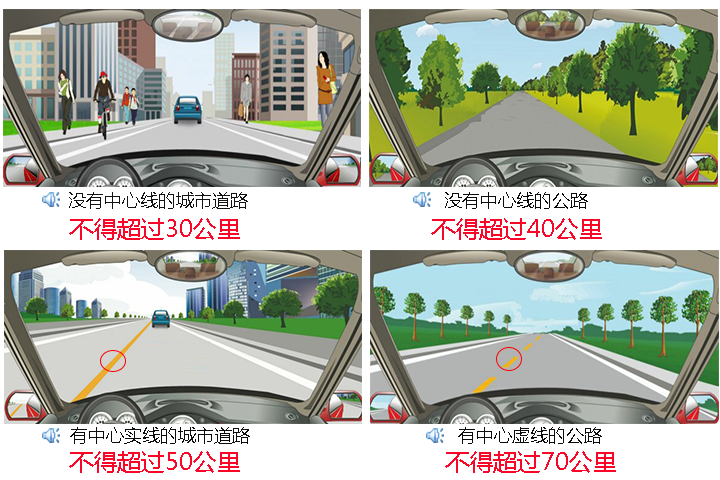 没有中心线的城市道路
不得超过30公里
没有中心线的公路
不得超过40公里
有中心实线的城市道路
不得超过50公里
有中心虚线的公路
不得超过70公里